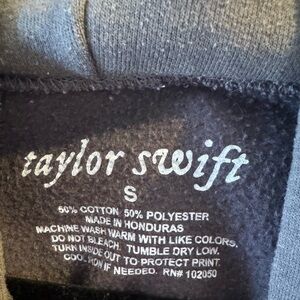 taylor swift
S
50% COTTON 50% POLYESTER
MADE IN HONDURAS
MACHINE WASH WARM WITH LIKE COLORS,
DO NOT BLEACH. TUMBLE DRY LOW.
TURN INSIDE OUT TO PROTECT PRINT.
IF NEEDED. RN# 102050